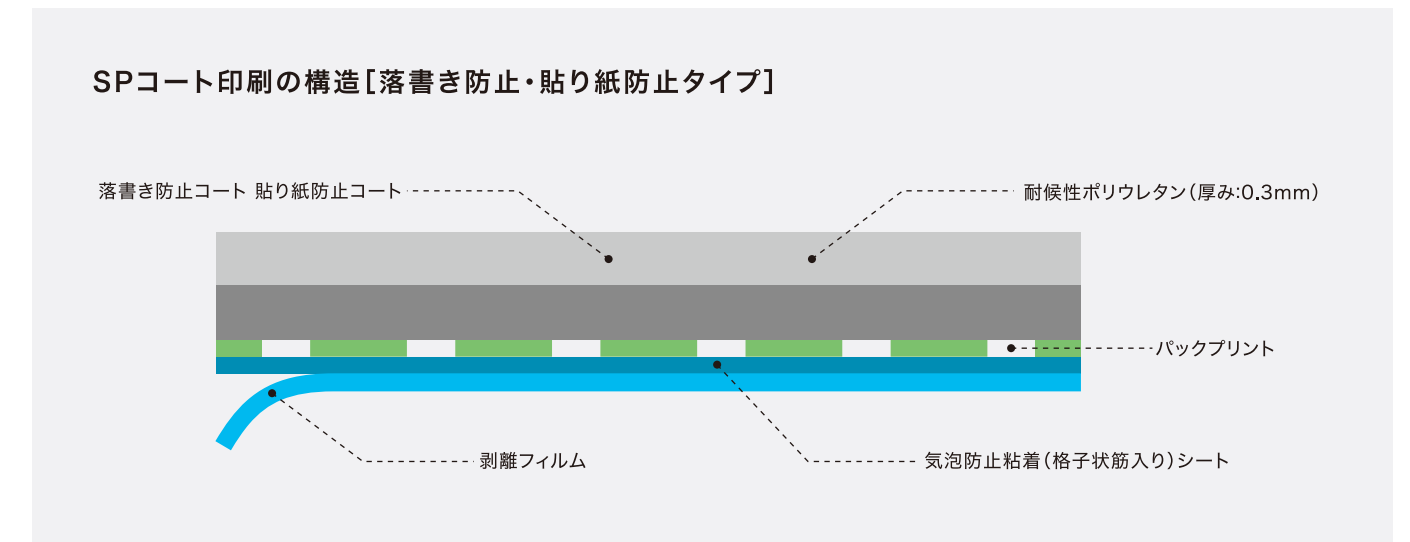 SPコート印刷の構造[落書き防止・貼り紙防止タイプ]
落書き防止コート 貼り紙防止コート
耐候性ポリウレタン(厚み:0.3mm)
パックプリント
剥離フィルム
気泡防止粘着(格子状筋入り)シート